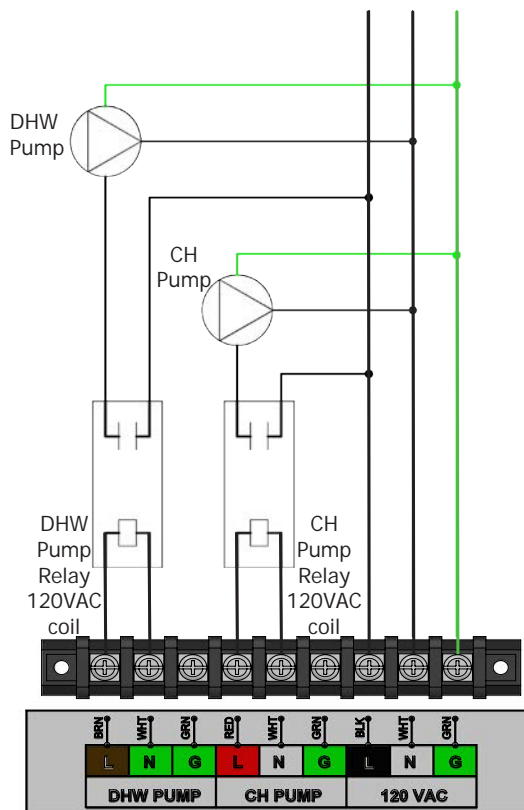 DHW
Pump
CH
Pump
DHW
Pump
Relay
120VAC
coil
CH
Pump
Relay
120VAC
coil
BRN WHT GRN RED WHT GRN BLK WHT GRN
L N G L N G L N G
DHW PUMP CH PUMP 120 VAC